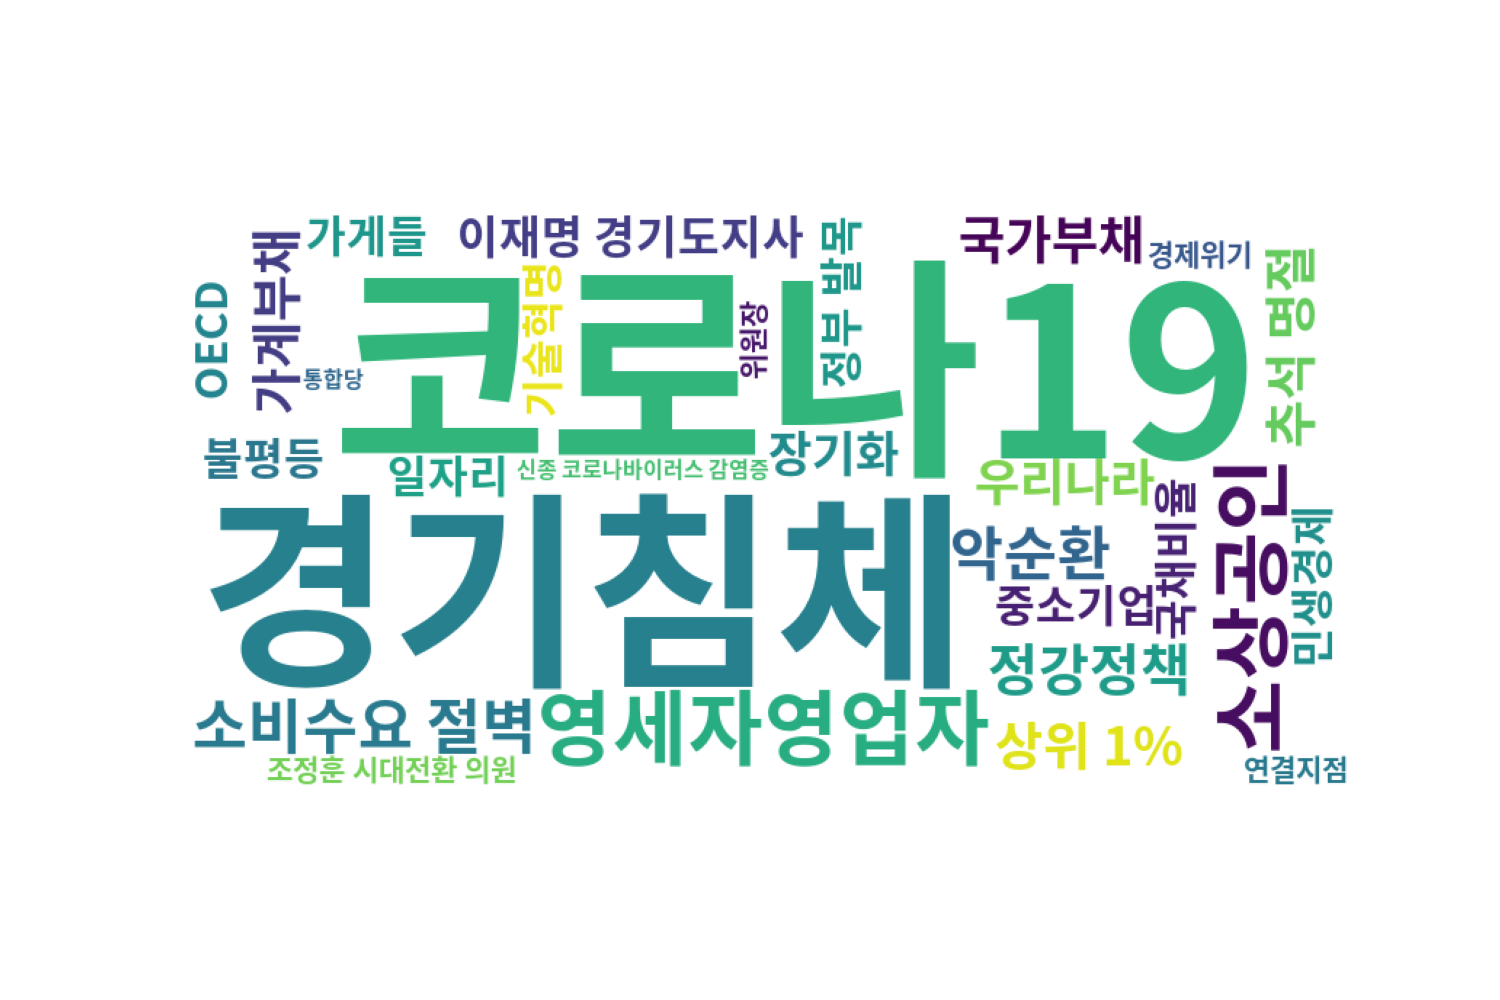 가게들
이재명 경기도지사
정부 발목
국가부채
경제위기
OECD
가계부채
통합당
코로나19
기술혁명
위원장
추석 명절
불평등
일자리
신종 코로나바이러스 감염증
장기화
우리나라
경기침체
악순환
중소기업
국채비율
소상공인
민생경제
정강정책
소비수요 절벽
영세자영업자
상위 1%
조정훈 시대전환 의원
연결지점